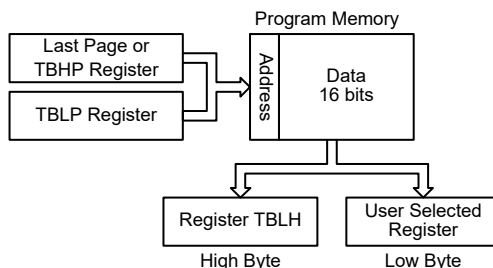 Program Memory
Last Page or
TBHP Register
TBLP Register
Address
Data
16 bits
Register TBLH
User Selected
Register
High Byte
Low Byte